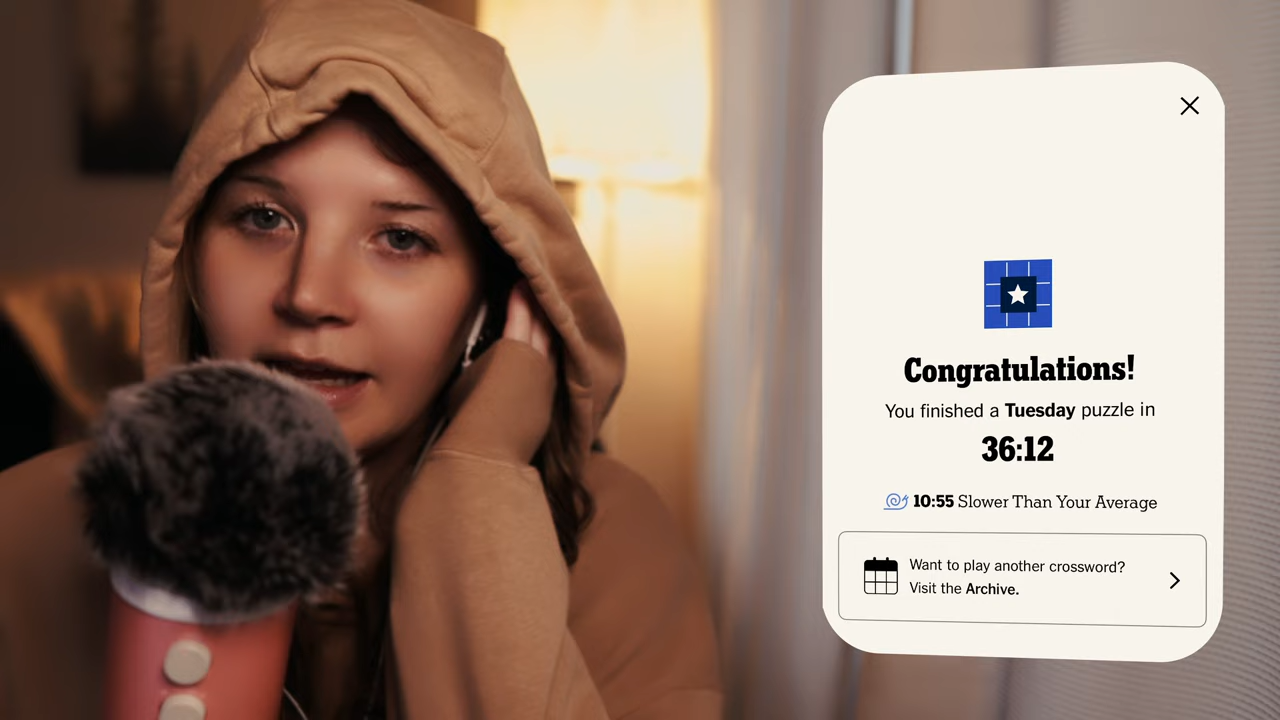 Congratulations!
You finished a Tuesday puzzle in
36:12
10:55 Slower Than Your Average
Want to play another crossword?
Visit the Archive.